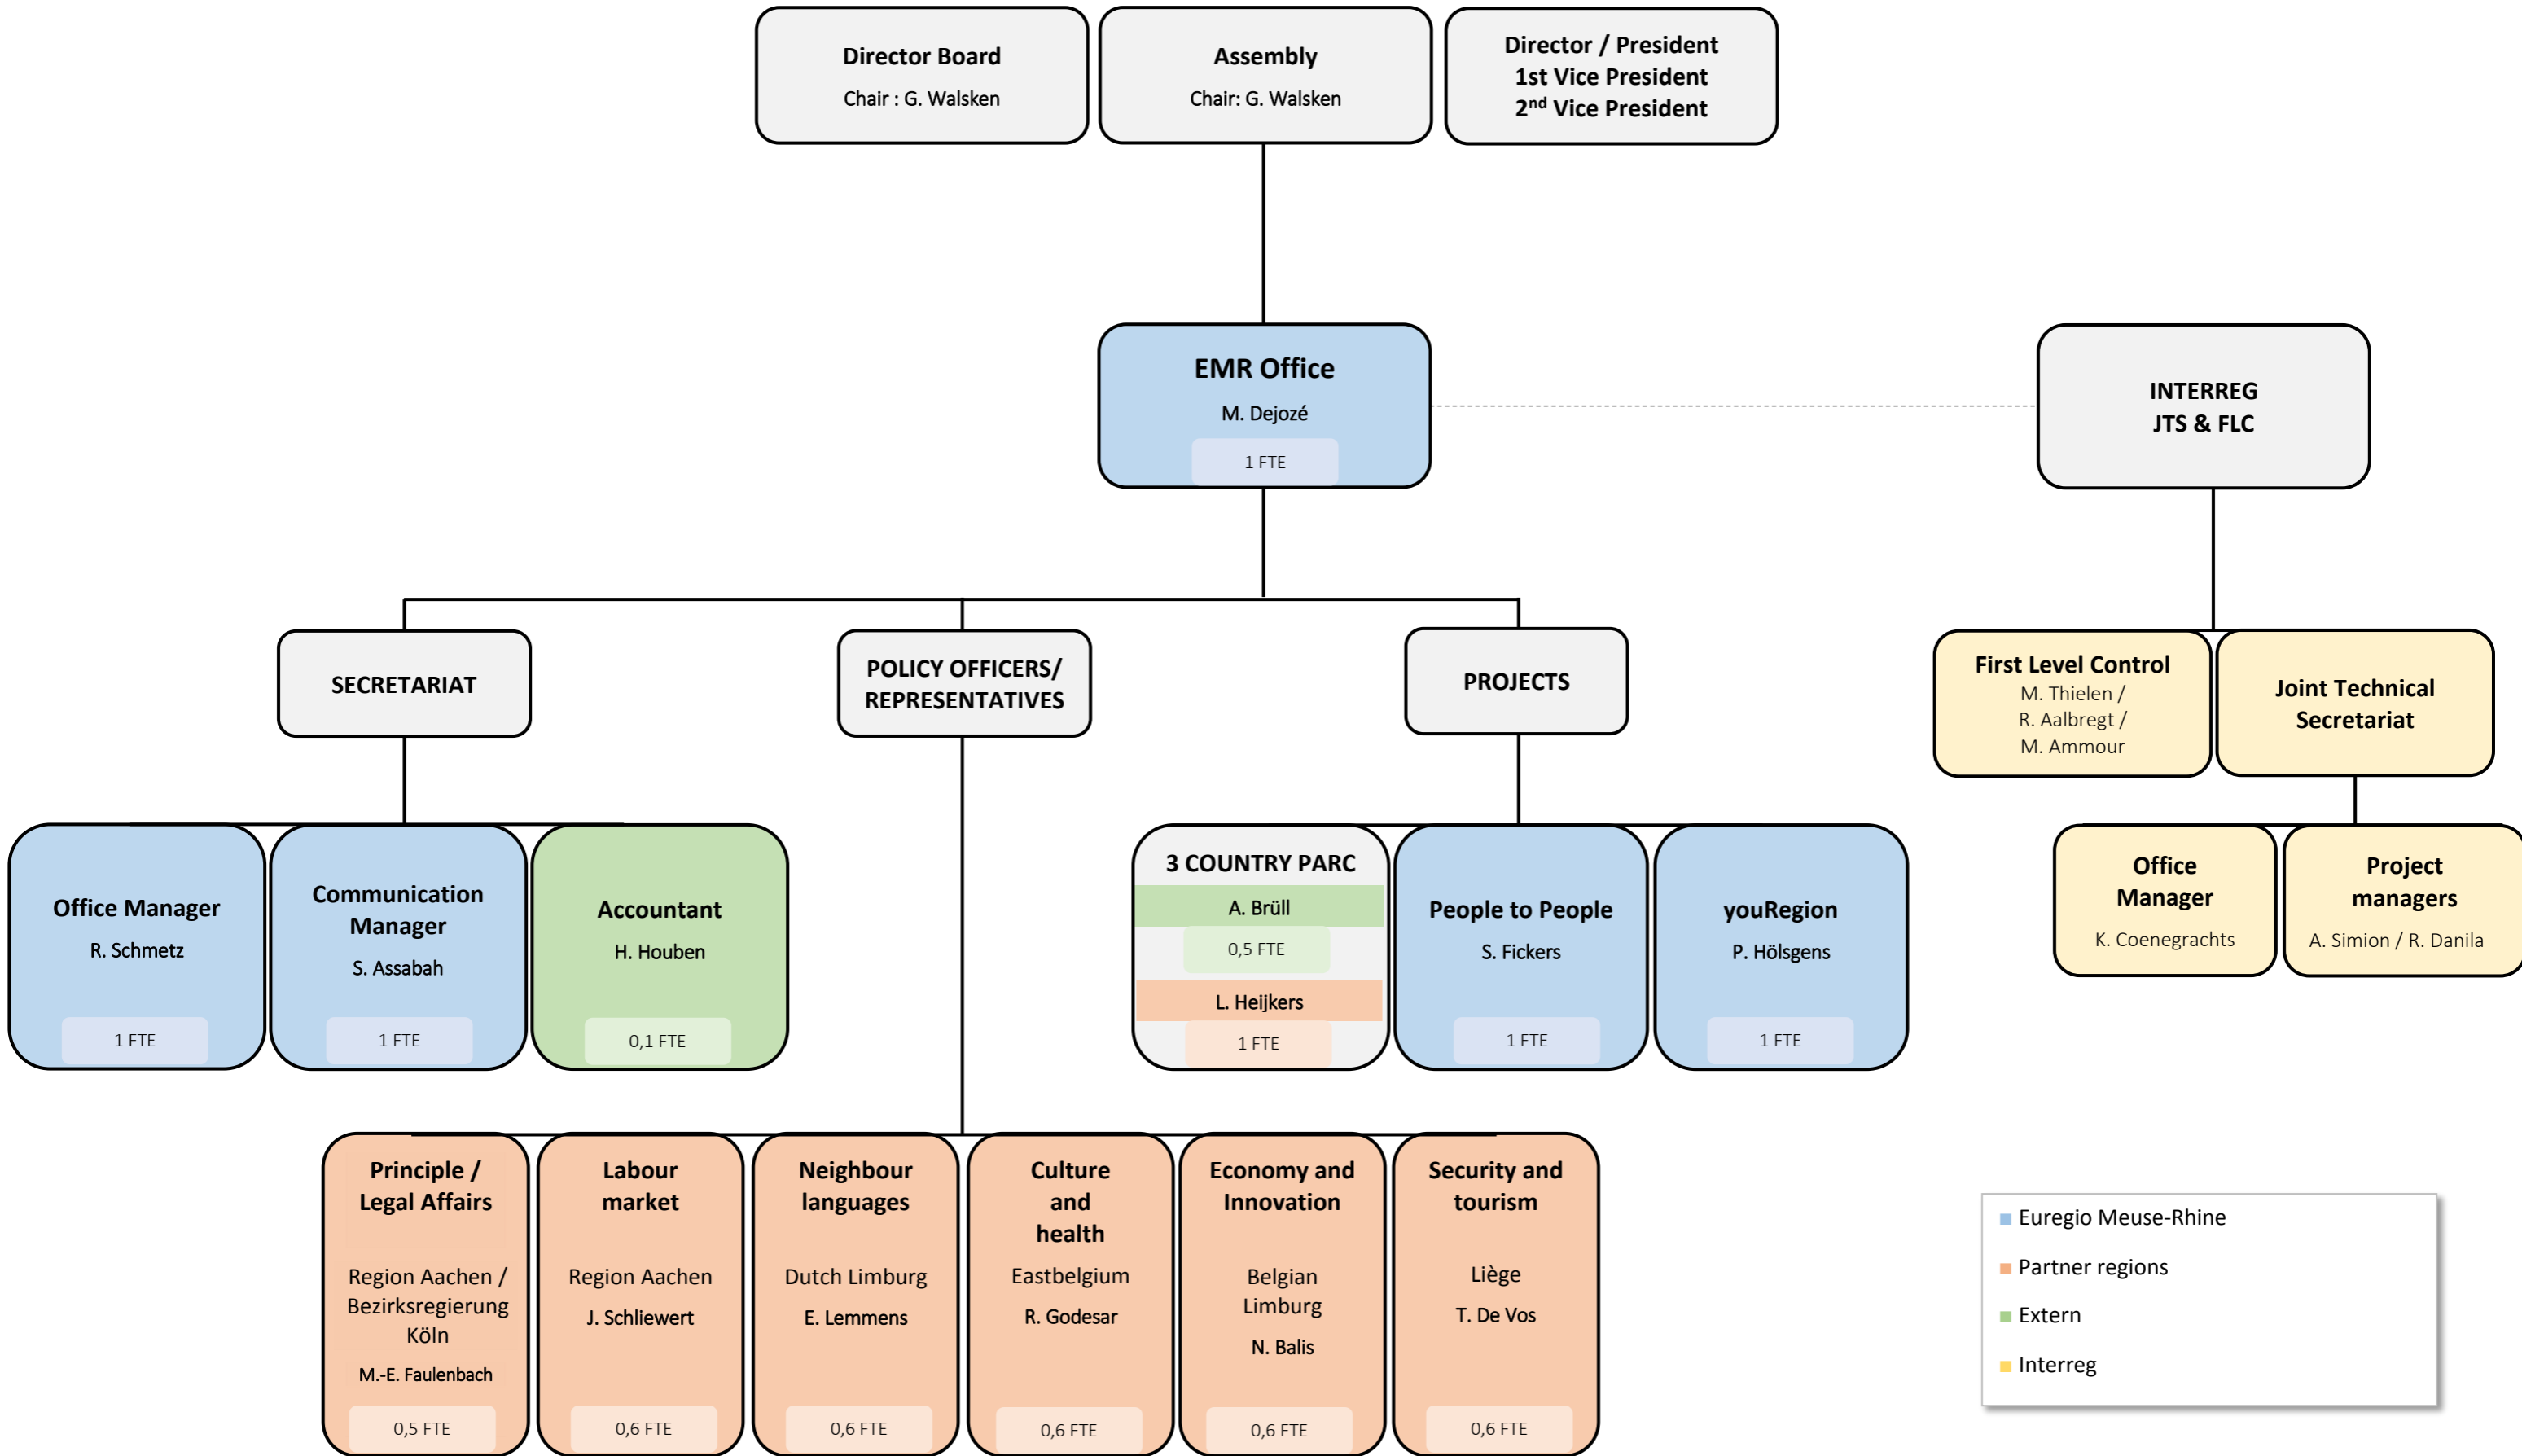 Director Board
Chair : G. Walsken
Assembly
Chair: G. Walsken
Director / President
1st Vice President
2nd Vice President
EMR Office
M. Dejozé
1 FTE
INTERREG
JTS & FLC
SECRETARIAT
POLICY OFFICERS/
REPRESENTATIVES
PROJECTS
First Level Control
M. Thielen /
R. Aalbregt /
M. Ammour
Joint Technical
Secretariat
Office Manager
R. Schmetz
1 FTE
Communication
Manager
S. Assabah
1 FTE
Accountant
H. Houben
0,1 FTE
3 COUNTRY PARC
A. Brüll
0,5 FTE
L. Heijkers
1 FTE
People to People
S. Fickers
1 FTE
youRegion
P. Hölsgens
1 FTE
Office
Manager
K. Coenegrachts
Project
managers
A. Simion / R. Danila
Principle /
Legal Affairs
Region Aachen /
Bezirksregierung
Köln
M.-E. Faulenbach
0,5 FTE
Labour
market
Region Aachen
J. Schliewert
0,6 FTE
Neighbour
languages
Dutch Limburg
E. Lemmens
0,6 FTE
Culture
and
health
Eastbelgium
R. Godesar
0,6 FTE
Economy and
Innovation
Belgian
Limburg
N. Balis
0,6 FTE
Security and
tourism
Liège
T. De Vos
0,6 FTE
Euregio Meuse-Rhine
Partner regions
Extern
Interreg